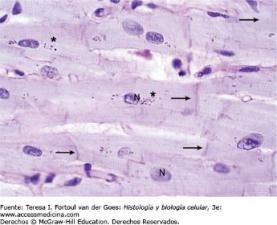 *
N
*
N
Fuente: Teresa I. Fortoul van der Goes: Histología y biología celular, 3e:
www.accessmedicina.com
Derechos © McGraw-Hill Education. Derechos Reservados.